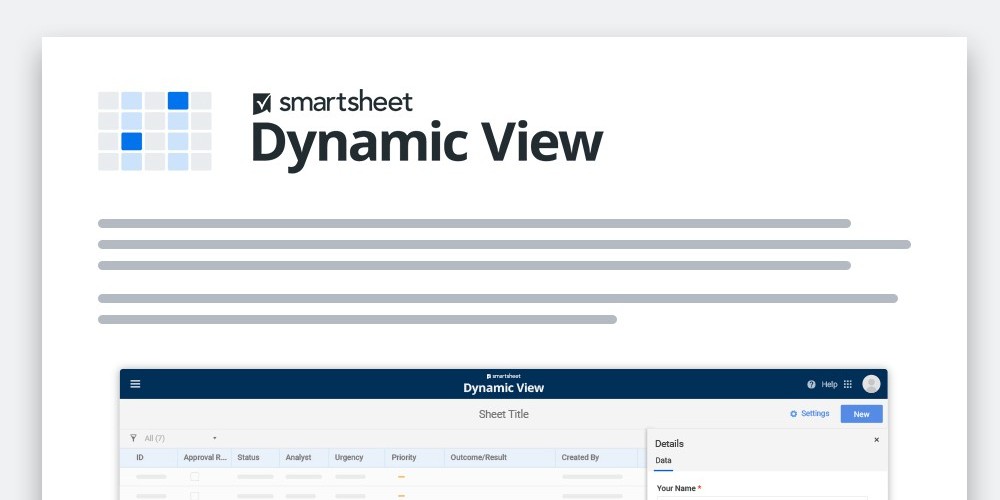 smartsheet
Dynamic View
smartsheet
Dynamic View
Help
Sheet Title
Settings
New
All (7)
Details
ID
Approval R...
Status
Analyst
Urgency
Priority
Outcome/Result
Created By
Data
Your Name *